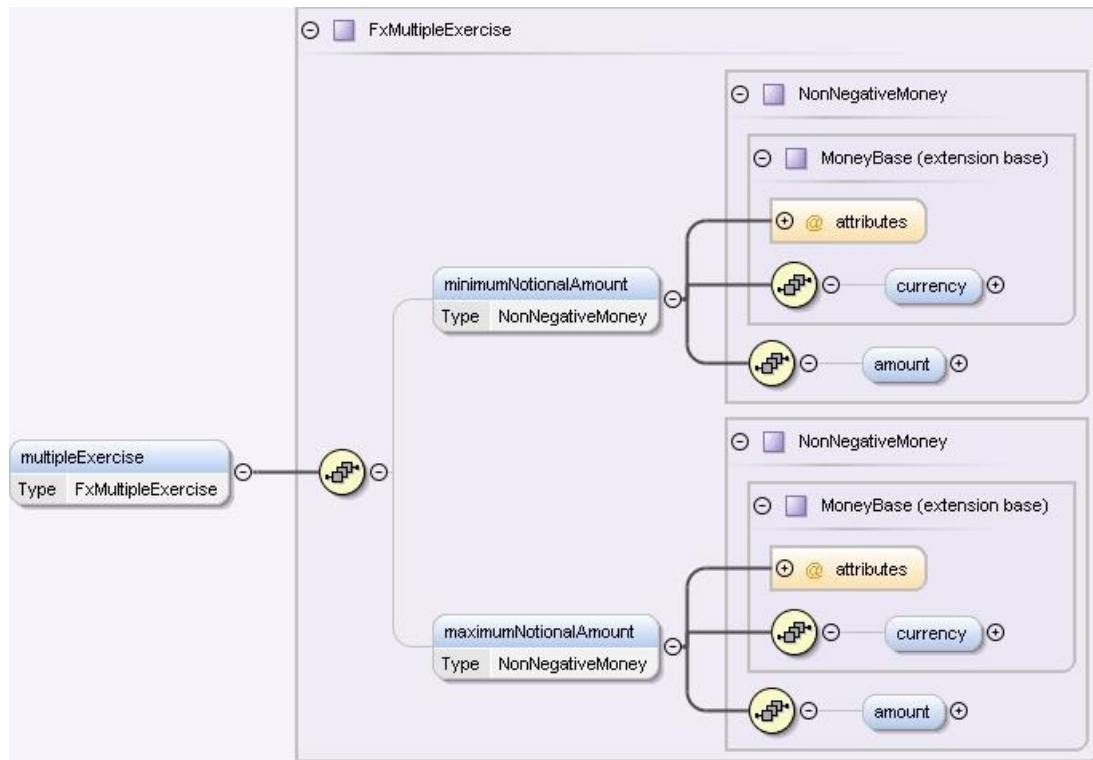 FxMultipleExercise
NonNegativeMoney
MoneyBase (extension base)
@ attributes
currency
minimumNotionalAmount
Type NonNegativeMoney
amount
NonNegativeMoney
multipleExercise
Type FxMultipleExercise
MoneyBase (extension base)
@ attributes
currency
maximumNotionalAmount
Type NonNegativeMoney
amount